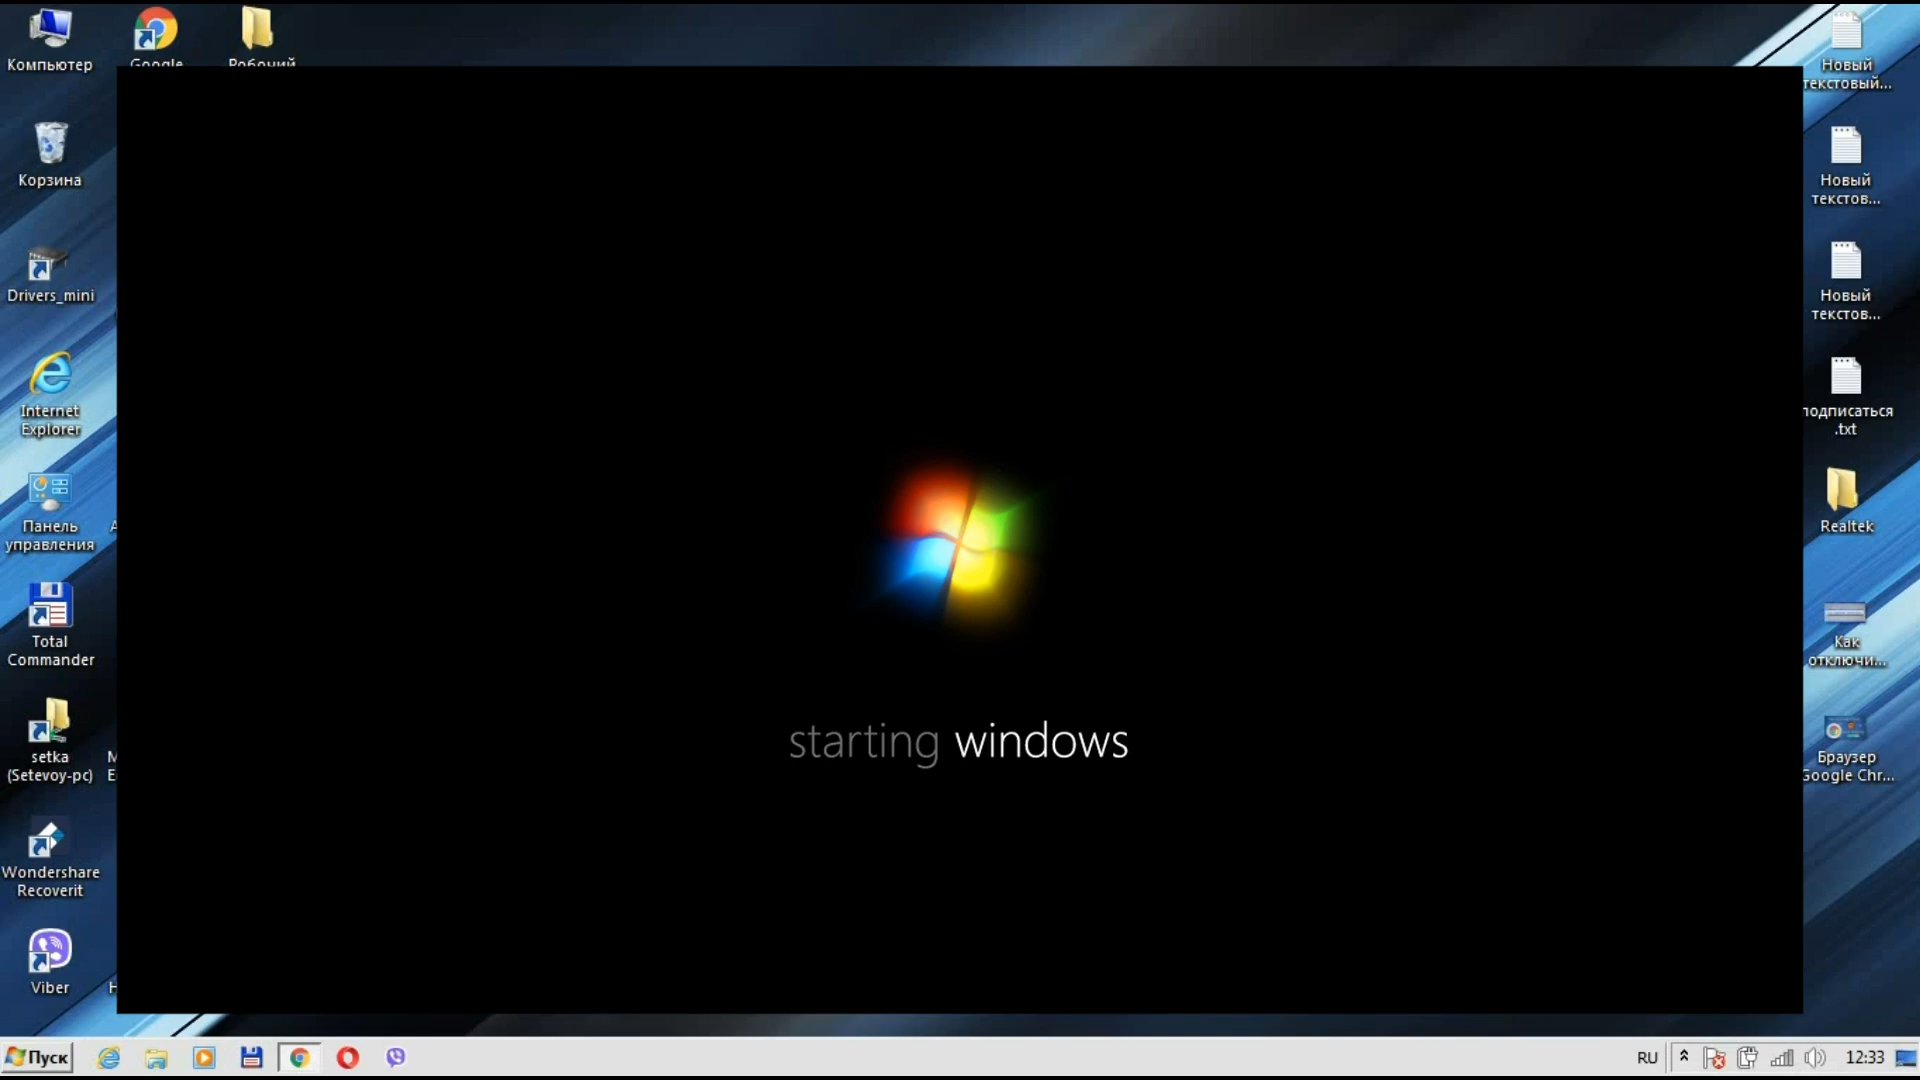 Компьютер
Google
Рабочий
Корзина
Drivers_mini
Internet
Explorer
Панель
управления
Total
Commander
setka
(Setevoy-pc)
Wondershare
Recoverit
Viber
starting windows
Новый
текстовый...
Новый
текстов...
Новый
текстов...
подписаться
.txt
Realtek
Как
отключи...
Браузер
Google Chr...
Пуск
RU
12:33